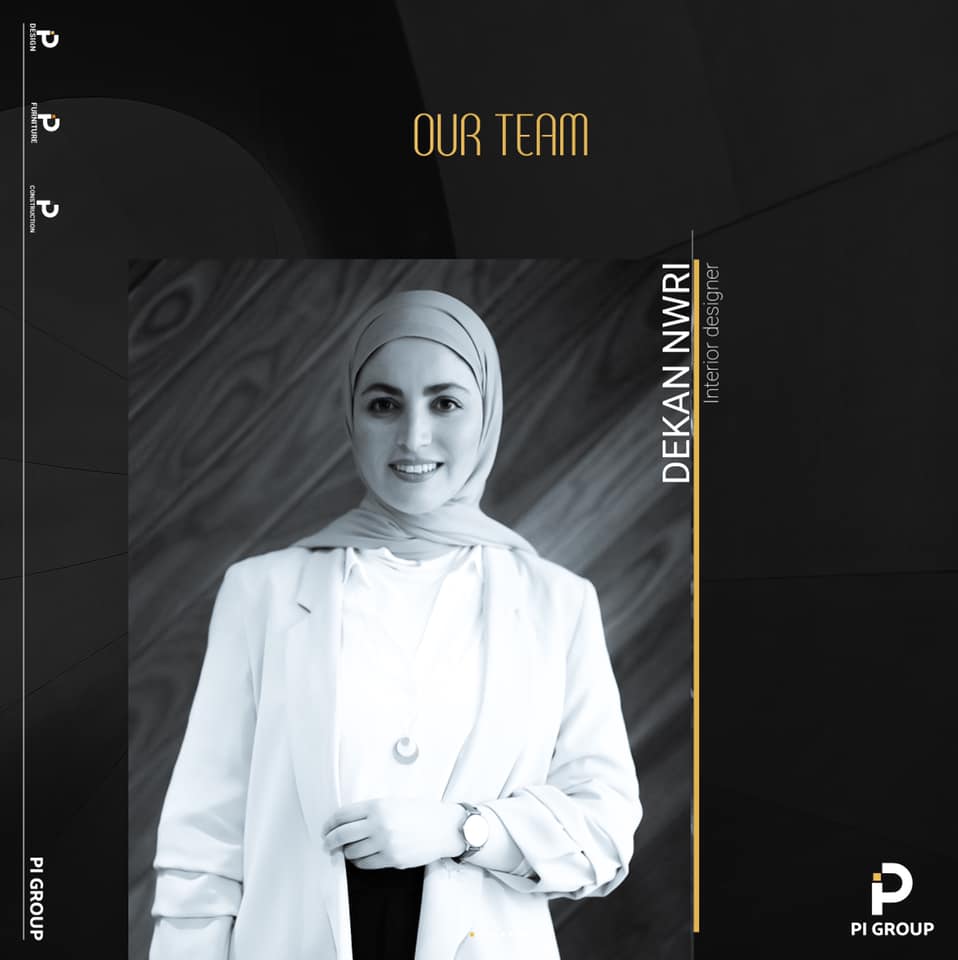 DESIGN
FURNITURE
CONSTRUCTION
OUR TEAM
DEKAN NWRI
Interior designer
PI GROUP
PI GROUP